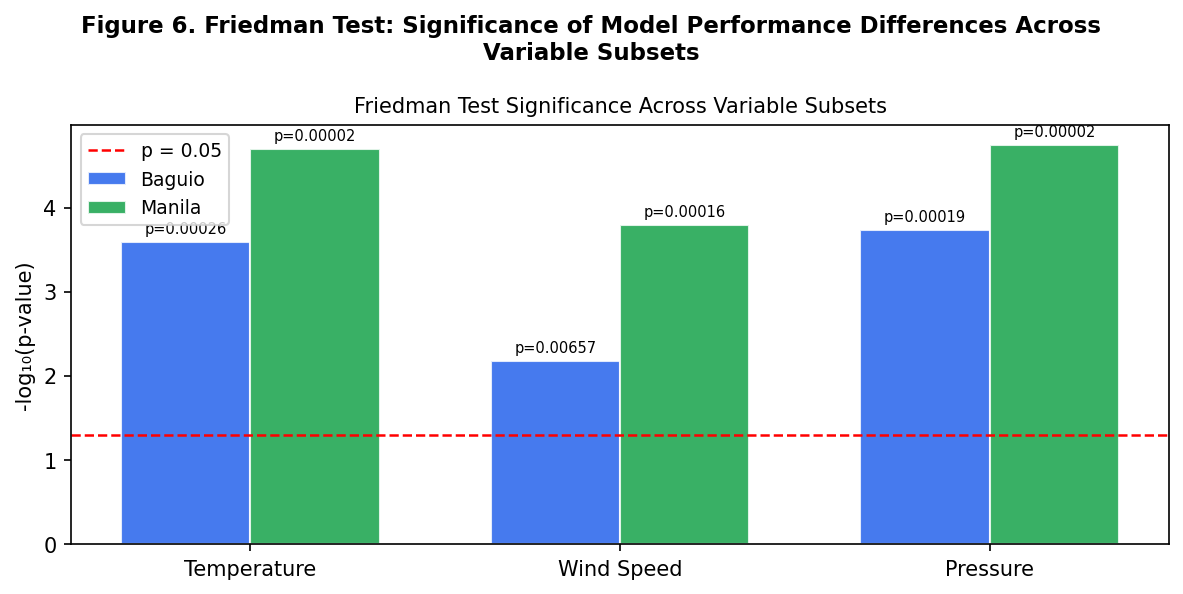 Figure 6. Friedman Test: Significance of Model Performance Differences Across
Variable Subsets
Friedman Test Significance Across Variable Subsets
p = 0.05
Baguio
Manila
p=0.00026
p=0.00002
p=0.00657
p=0.00016
p=0.00019
p=0.00002
-log₁₀(p-value)
4
3
2
1
0
Temperature
Wind Speed
Pressure